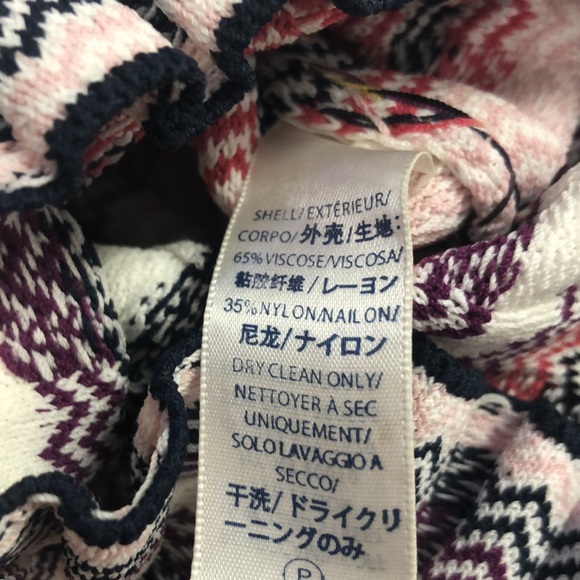 SHELL/EXTÉRIEUR/
CORPO/外壳/生地:
65% VISCOSE/VISCOSA/
粘胶纤维/レーヨン
35% NYLON/NAILON/
尼龙/ナイロン
DRY CLEAN ONLY/
NETTOYER À SEC
UNIQUEMENT/
SOLO LAVAGGIO A
SECCO/
干洗/ドライクリ
ーニングのみ
P